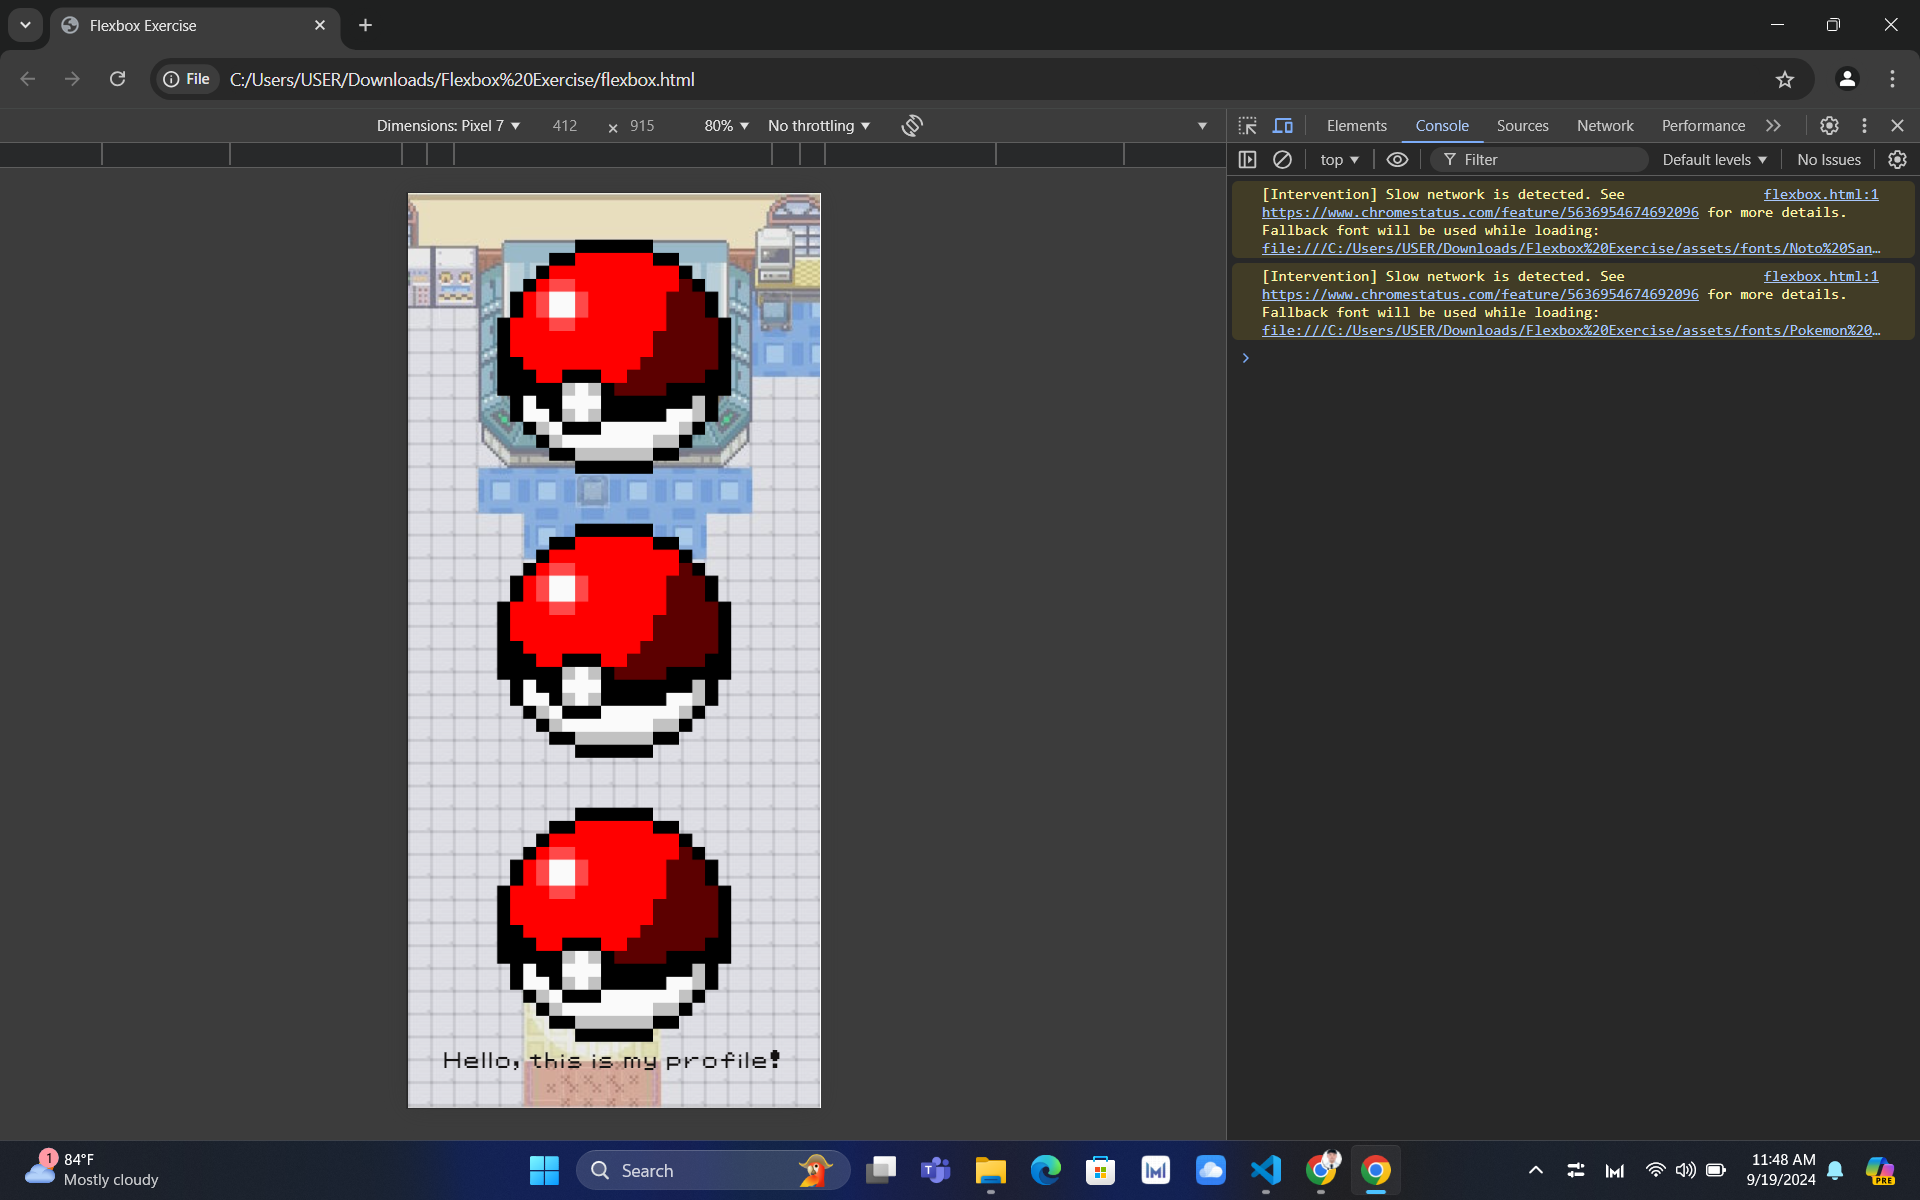 Flexbox Exercise
File
C:/Users/USER/Downloads/Flexbox%20Exercise/flexbox.html
Dimensions: Pixel 7
412
×
915
80%
No throttling
Elements
Console
Sources
Network
Performance
top
Filter
Default levels
No Issues
[Intervention] Slow network is detected. See
flexbox.html:1
https://www.chromestatus.com/feature/5636954674692096 for more details.
Fallback font will be used while loading:
file:///C:/Users/USER/Downloads/Flexbox%20Exercise/assets/fonts/Noto%20San…
[Intervention] Slow network is detected. See
flexbox.html:1
https://www.chromestatus.com/feature/5636954674692096 for more details.
Fallback font will be used while loading:
file:///C:/Users/USER/Downloads/Flexbox%20Exercise/assets/fonts/Pokemon%20…
Hello, this is my profile!
1
84°F
Mostly cloudy
Search
PRE
11:48 AM
9/19/2024